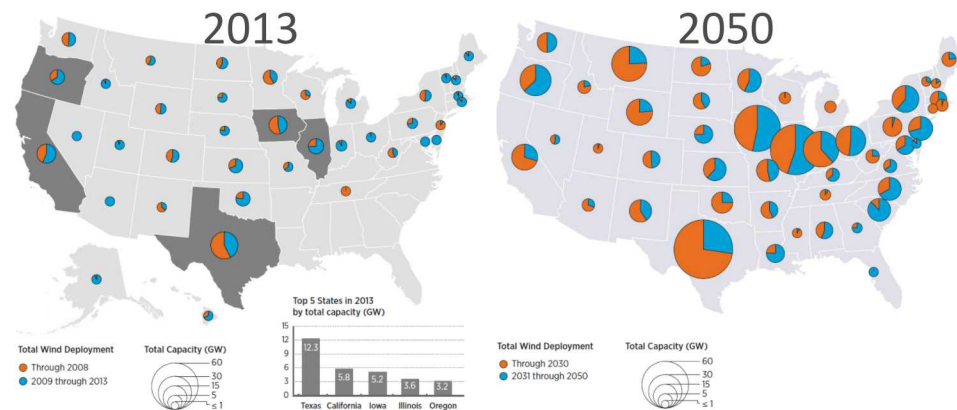 2013
2050
Top 5 States in 2013
by total capacity (GW)
15
12
9
6
3
0
12.3
5.8
5.2
3.6
3.2
Texas California Iowa Illinois Oregon
Total Wind Deployment
Through 2008
2009 through 2013
Total Capacity (GW)
60
30
15
5
≤ 1
Total Wind Deployment
Through 2030
2031 through 2050
Total Capacity (GW)
60
30
15
5
≤ 1